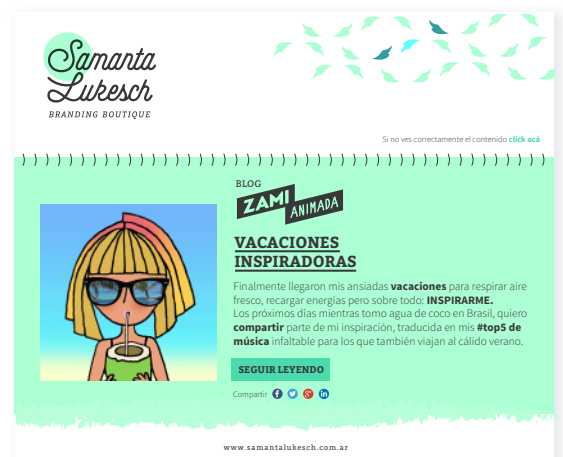 Samanta
Lukesch
BRANDING BOUTIQUE
Si no ves correctamente el contenido click acá
BLOG
ZAMI
ANIMADA
VACACIONES
INSPIRADORAS
Finalmente llegaron mis ansiadas vacaciones para respirar aire
fresco, recargar energías pero sobre todo: INSPIRARME.
Los próximos días mientras tomo agua de coco en Brasil, quiero
compartir parte de mi inspiración, traducida en mis #top5 de
música infaltable para los que también viajan al cálido verano.
SEGUIR LEYENDO
Compartir
www.samantalukesch.com.ar